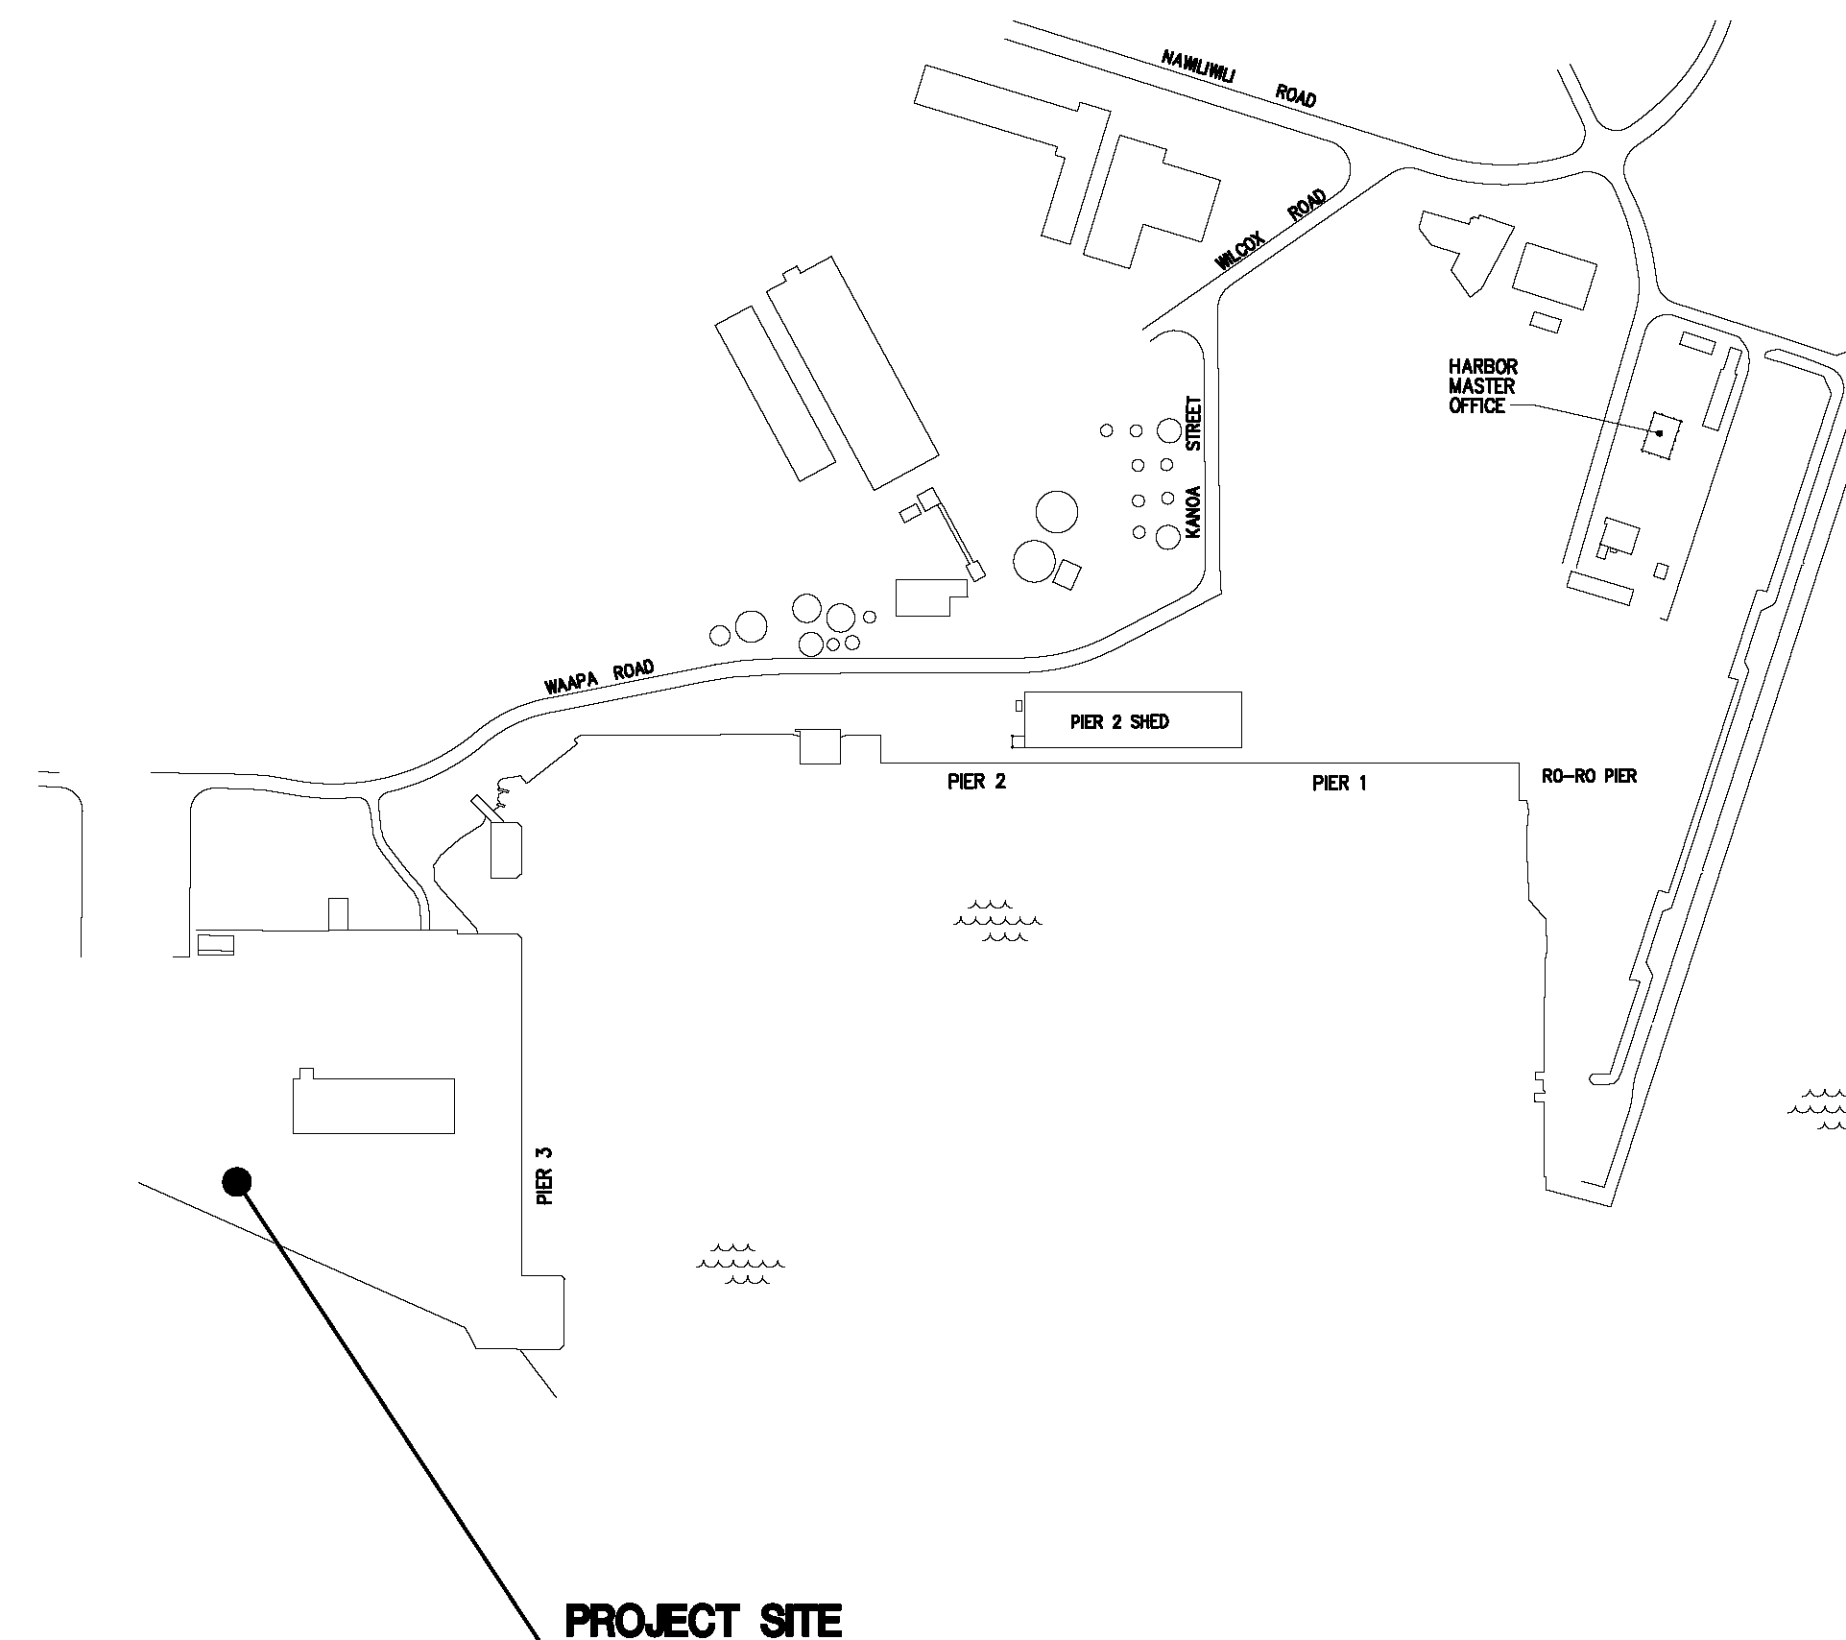 NAWILIWILI ROAD
WILCOX ROAD
HARBOR
MASTER
OFFICE
KANOA STREET
WAAPA ROAD
PIER 2 SHED
PIER 2
PIER 1
RO-RO PIER
PIER 3
PROJECT SITE